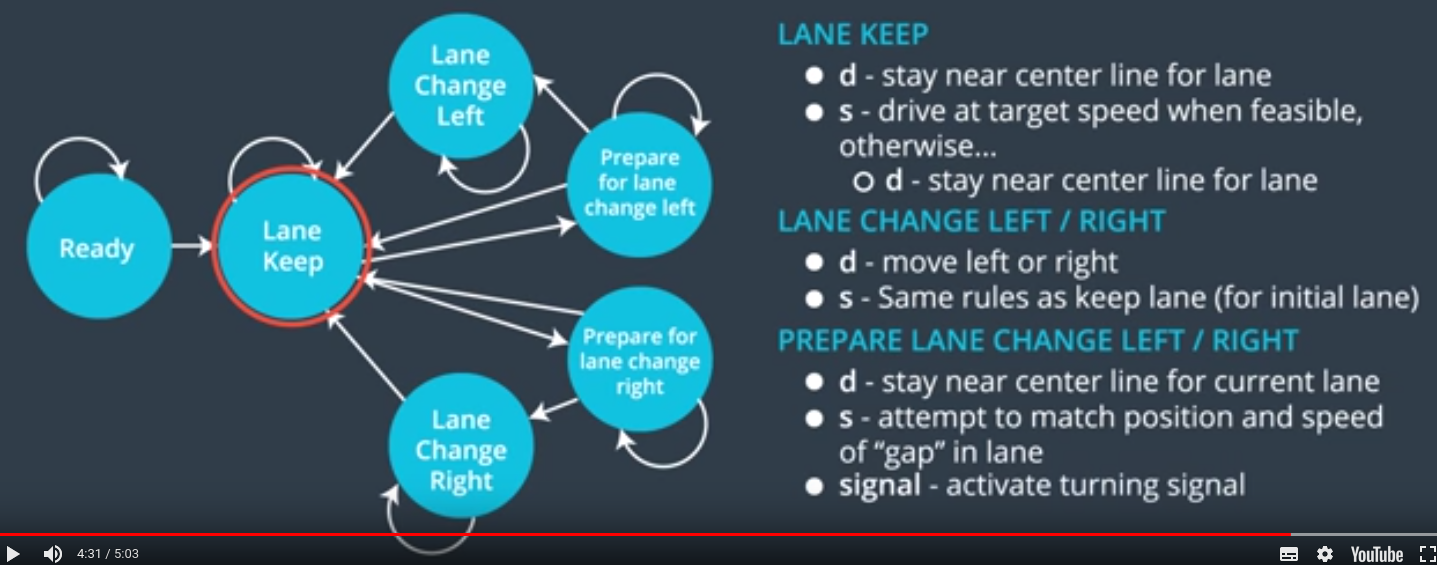 Lane
Change
Left
Prepare
for lane
change left
Ready
Lane
Keep
Prepare for
lane change
right
Lane
Change
Right
LANE KEEP
d - stay near center line for lane
s - drive at target speed when feasible,
otherwise...
d - stay near center line for lane
LANE CHANGE LEFT / RIGHT
d - move left or right
s - Same rules as keep lane (for initial lane)
PREPARE LANE CHANGE LEFT / RIGHT
d - stay near center line for current lane
s - attempt to match position and speed
of “gap” in lane
signal - activate turning signal
4:31 / 5:03
YouTube